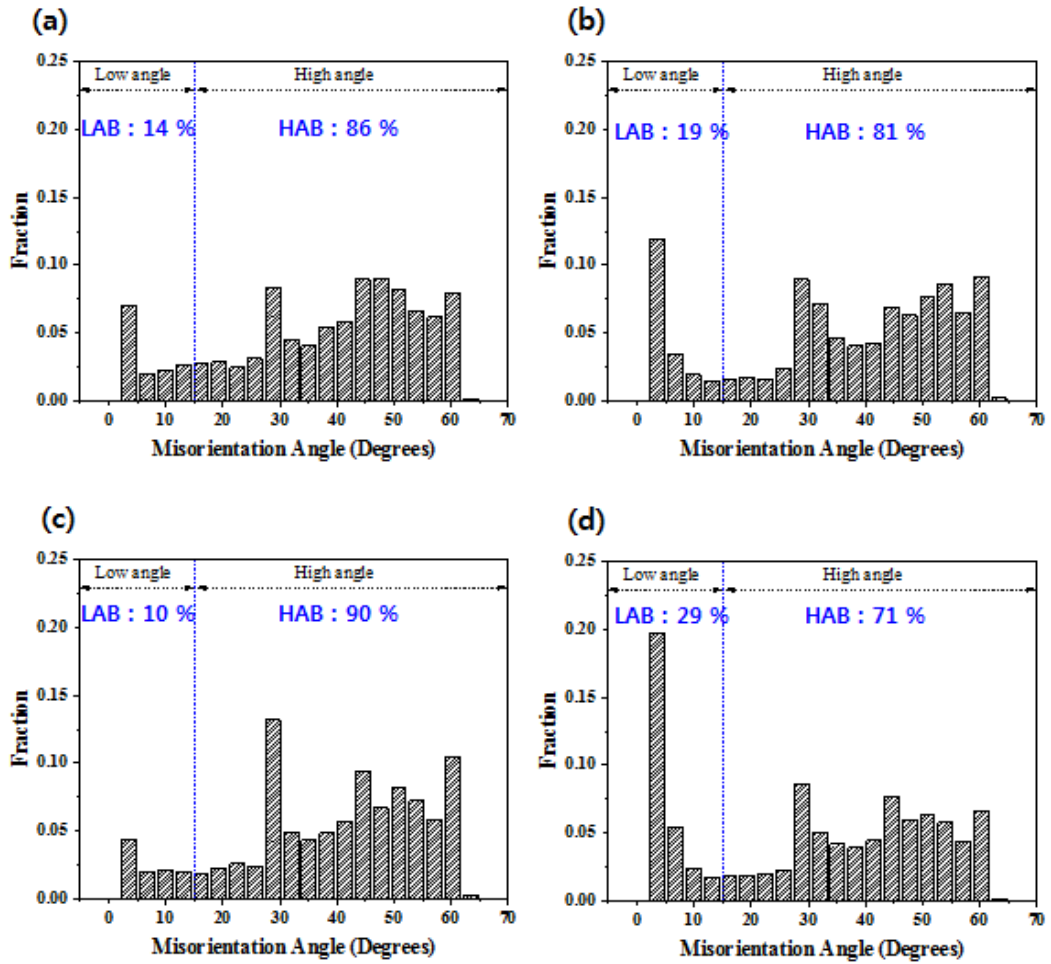 (a)
0.25
Low angle
High angle
LAB : 14 %
HAB : 86 %
0.20
0.15
0.10
0.05
0.00
Fraction
0 10 20 30 40 50 60 70
Misorientation Angle (Degrees)
(b)
0.25
Low angle
High angle
LAB : 19 %
HAB : 81 %
0.20
0.15
0.10
0.05
0.00
Fraction
0 10 20 30 40 50 60 70
Misorientation Angle (Degrees)
(c)
0.25
Low angle
High angle
LAB : 10 %
HAB : 90 %
0.20
0.15
0.10
0.05
0.00
Fraction
0 10 20 30 40 50 60 70
Misorientation Angle (Degrees)
(d)
0.25
Low angle
High angle
LAB : 29 %
HAB : 71 %
0.20
0.15
0.10
0.05
0.00
Fraction
0 10 20 30 40 50 60 70
Misorientation Angle (Degrees)